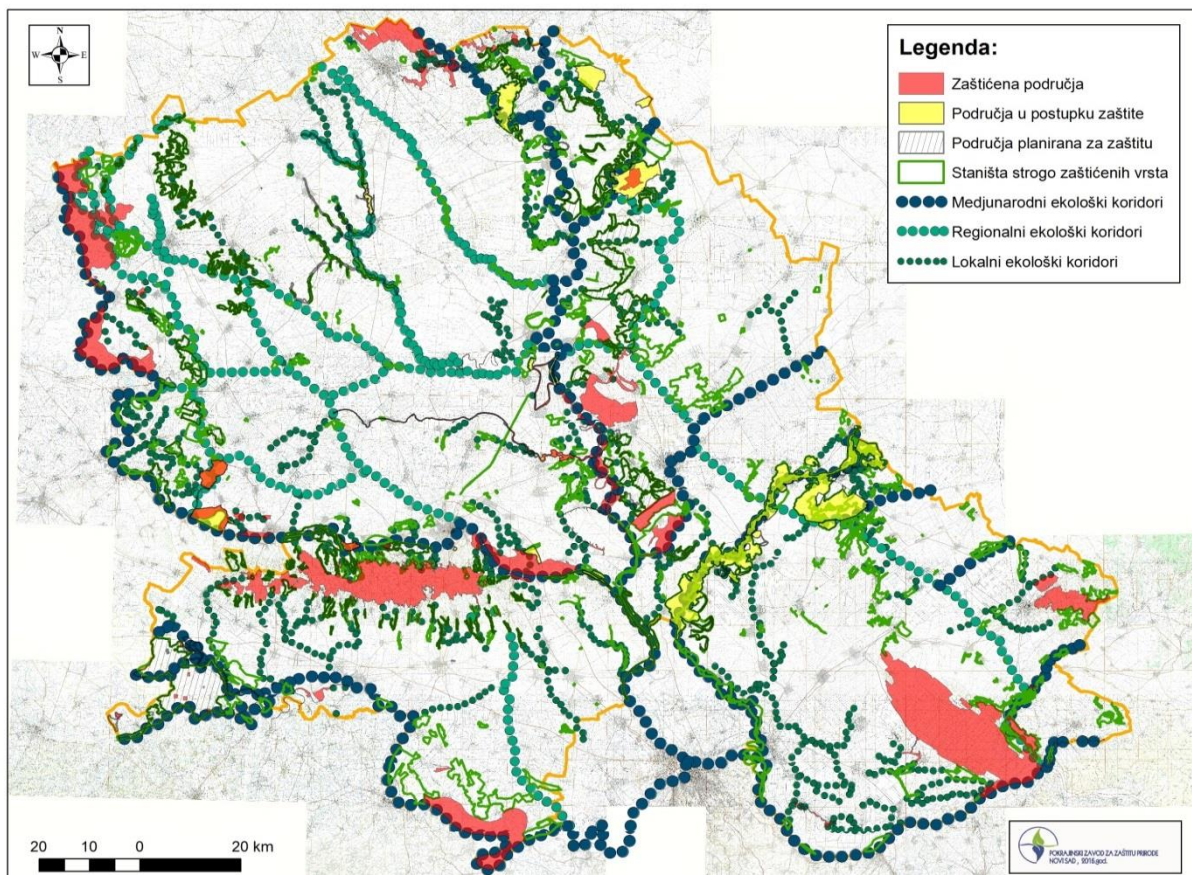 N
W E
S
Legenda:
Zaštićena područja
Područja u postupku zaštite
Područja planirana za zaštitu
Staništa strogo zaštićenih vrsta
Medjunarodni ekološki koridori
Regionalni ekološki koridori
Lokalni ekološki koridori
20 10 0 20 km
POKRAJINSKI ZAVOD ZA ZAŠTITU PRIRODE
NOVI SAD, 2016.god.